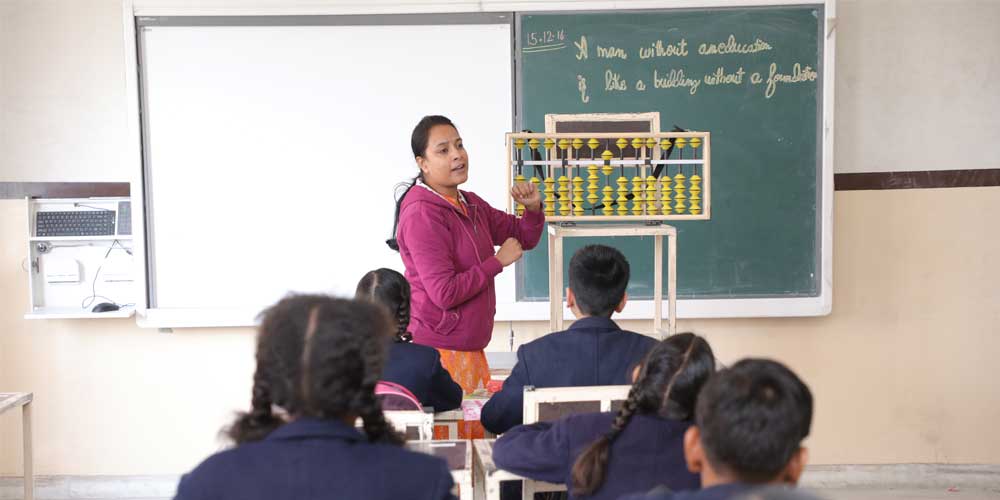 15.12.16
A man without an education
is like a building without a foundation